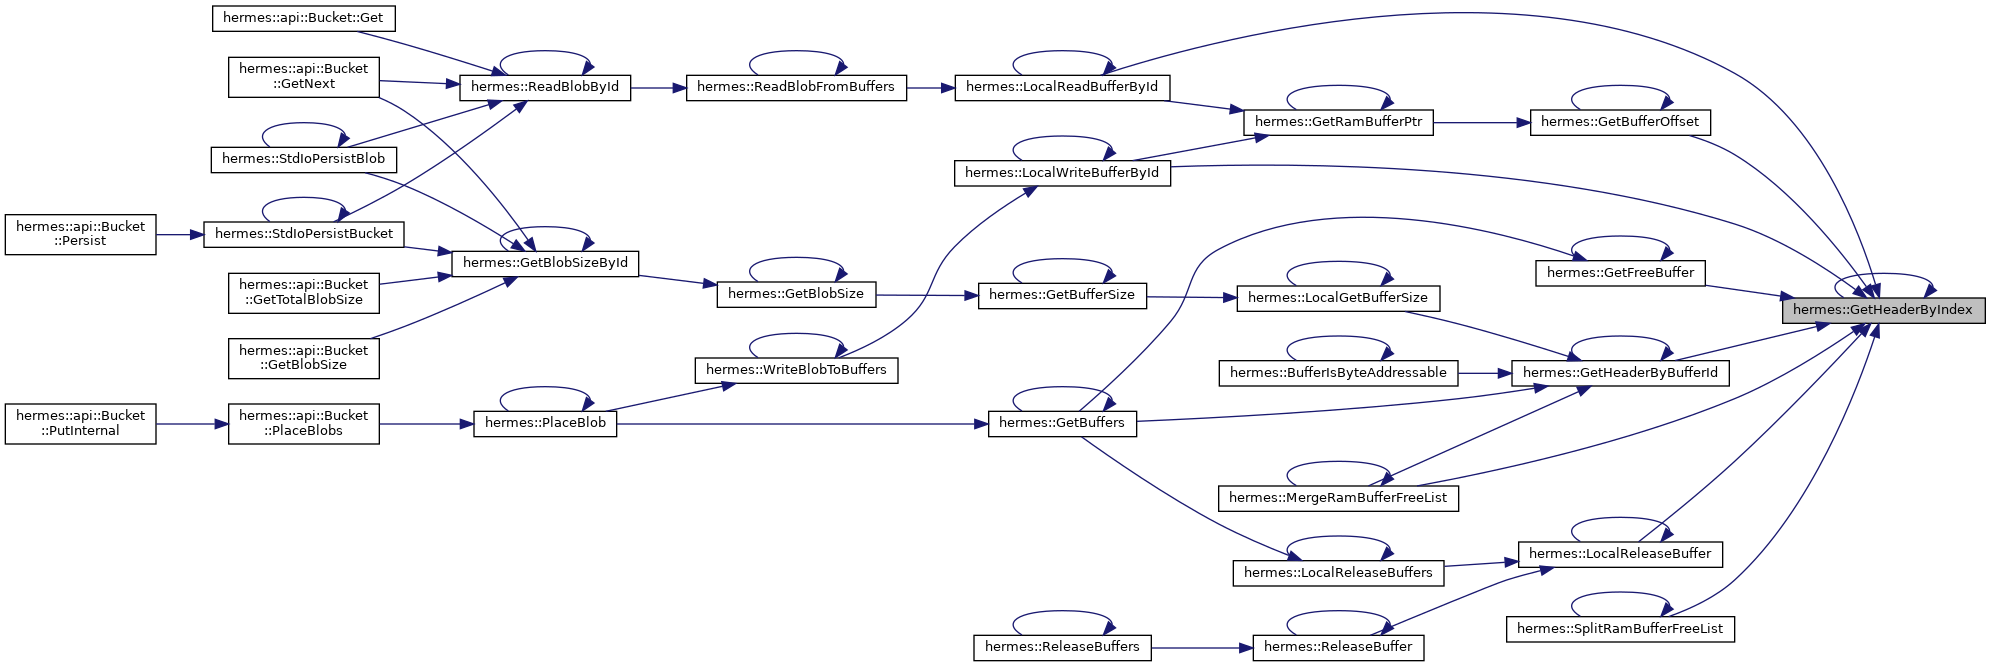 hermes::api::Bucket::Get
hermes::api::Bucket
::GetNext
hermes::ReadBlobById
hermes::ReadBlobFromBuffers
hermes::LocalReadBufferById
hermes::GetRamBufferPtr
hermes::GetBufferOffset
hermes::StdIoPersistBlob
hermes::LocalWriteBufferById
hermes::api::Bucket
::Persist
hermes::StdIoPersistBucket
hermes::GetBlobSizeById
hermes::GetFreeBuffer
hermes::api::Bucket
::GetTotalBlobSize
hermes::GetBlobSize
hermes::GetBufferSize
hermes::LocalGetBufferSize
hermes::GetHeaderByIndex
hermes::api::Bucket
::GetBlobSize
hermes::WriteBlobToBuffers
hermes::BufferIsByteAddressable
hermes::GetHeaderByBufferId
hermes::api::Bucket
::PutInternal
hermes::api::Bucket
::PlaceBlobs
hermes::PlaceBlob
hermes::GetBuffers
hermes::MergeRamBufferFreeList
hermes::LocalReleaseBuffer
hermes::LocalReleaseBuffers
hermes::SplitRamBufferFreeList
hermes::ReleaseBuffers
hermes::ReleaseBuffer